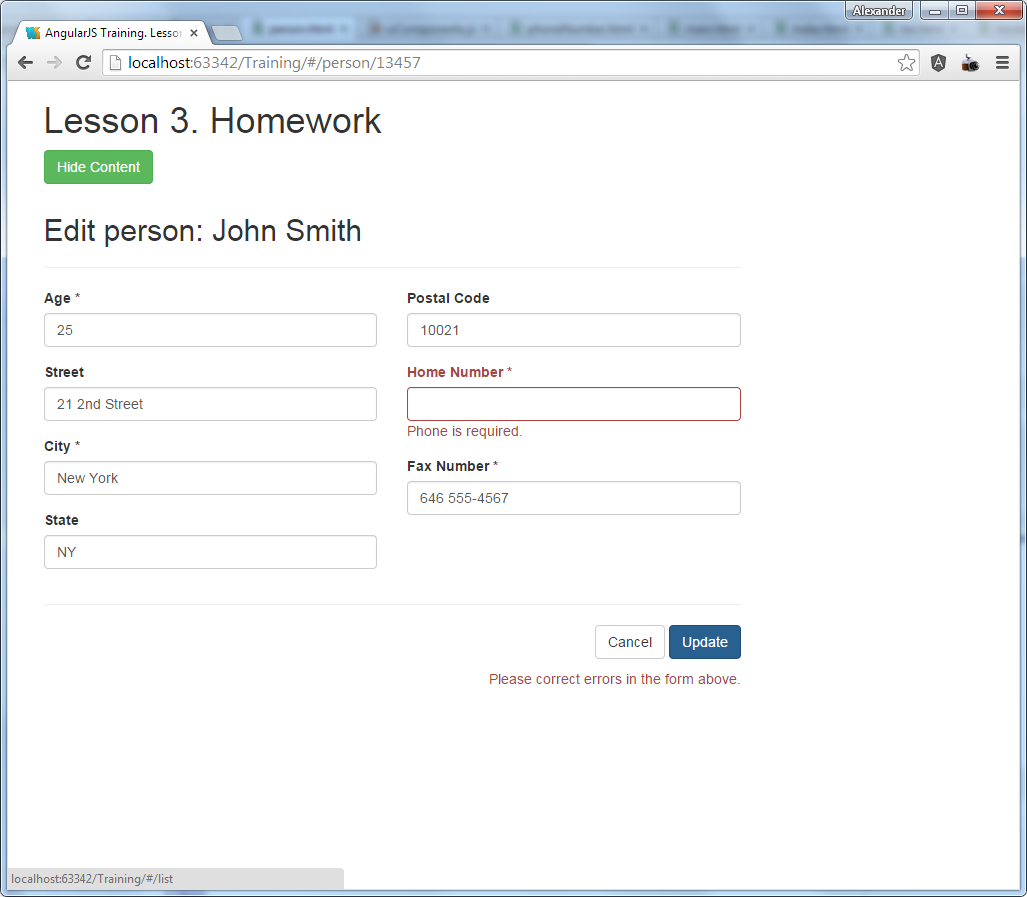 Alexander
AngularJS Training. Lesso
localhost:63342/Training/#/person/13457
Lesson 3. Homework
Hide Content
Edit person: John Smith
Age *
25
Street
21 2nd Street
City *
New York
State
NY
Postal Code
10021
Home Number *
Phone is required.
Fax Number *
646 555-4567
Cancel
Update
Please correct errors in the form above.
localhost:63342/Training/#/list